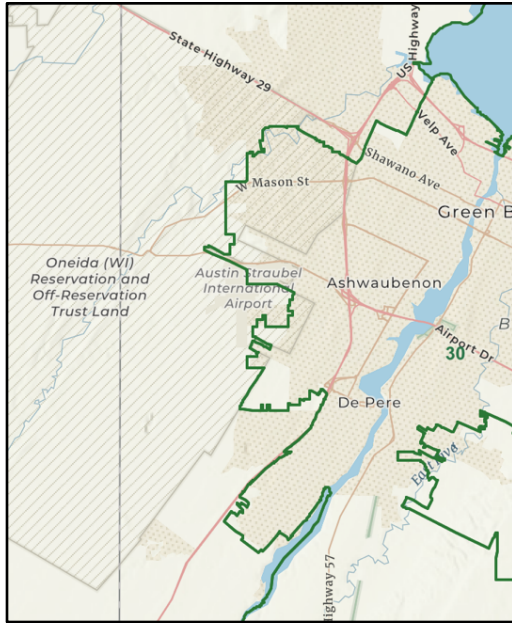 US Highway
State Highway 29
Velp Ave
Shawano Ave
W Mason St
Green B
Oneida (WI)
Reservation and
Off-Reservation
Trust Land
Austin Straubel
International
Airport
Ashwaubenon
B
Airport Dr
30
De Pere
East
Highway 57